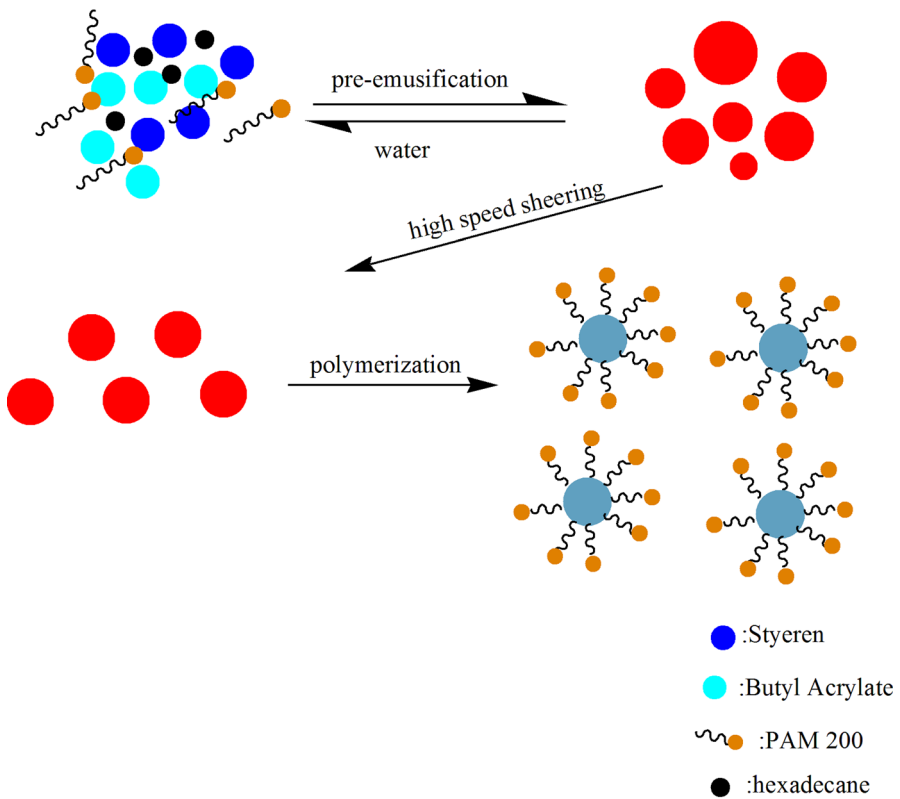 pre-emusification
water
high speed sheering
polymerization
:Styeren
:Butyl Acrylate
:PAM 200
:hexadecane